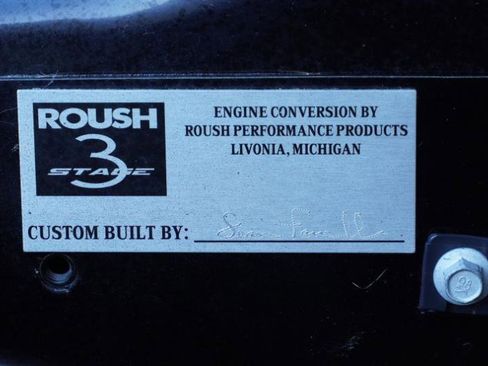 ROUSH
STAGE 3
ENGINE CONVERSION BY
ROUSH PERFORMANCE PRODUCTS
LIVONIA, MICHIGAN
CUSTOM BUILT BY: